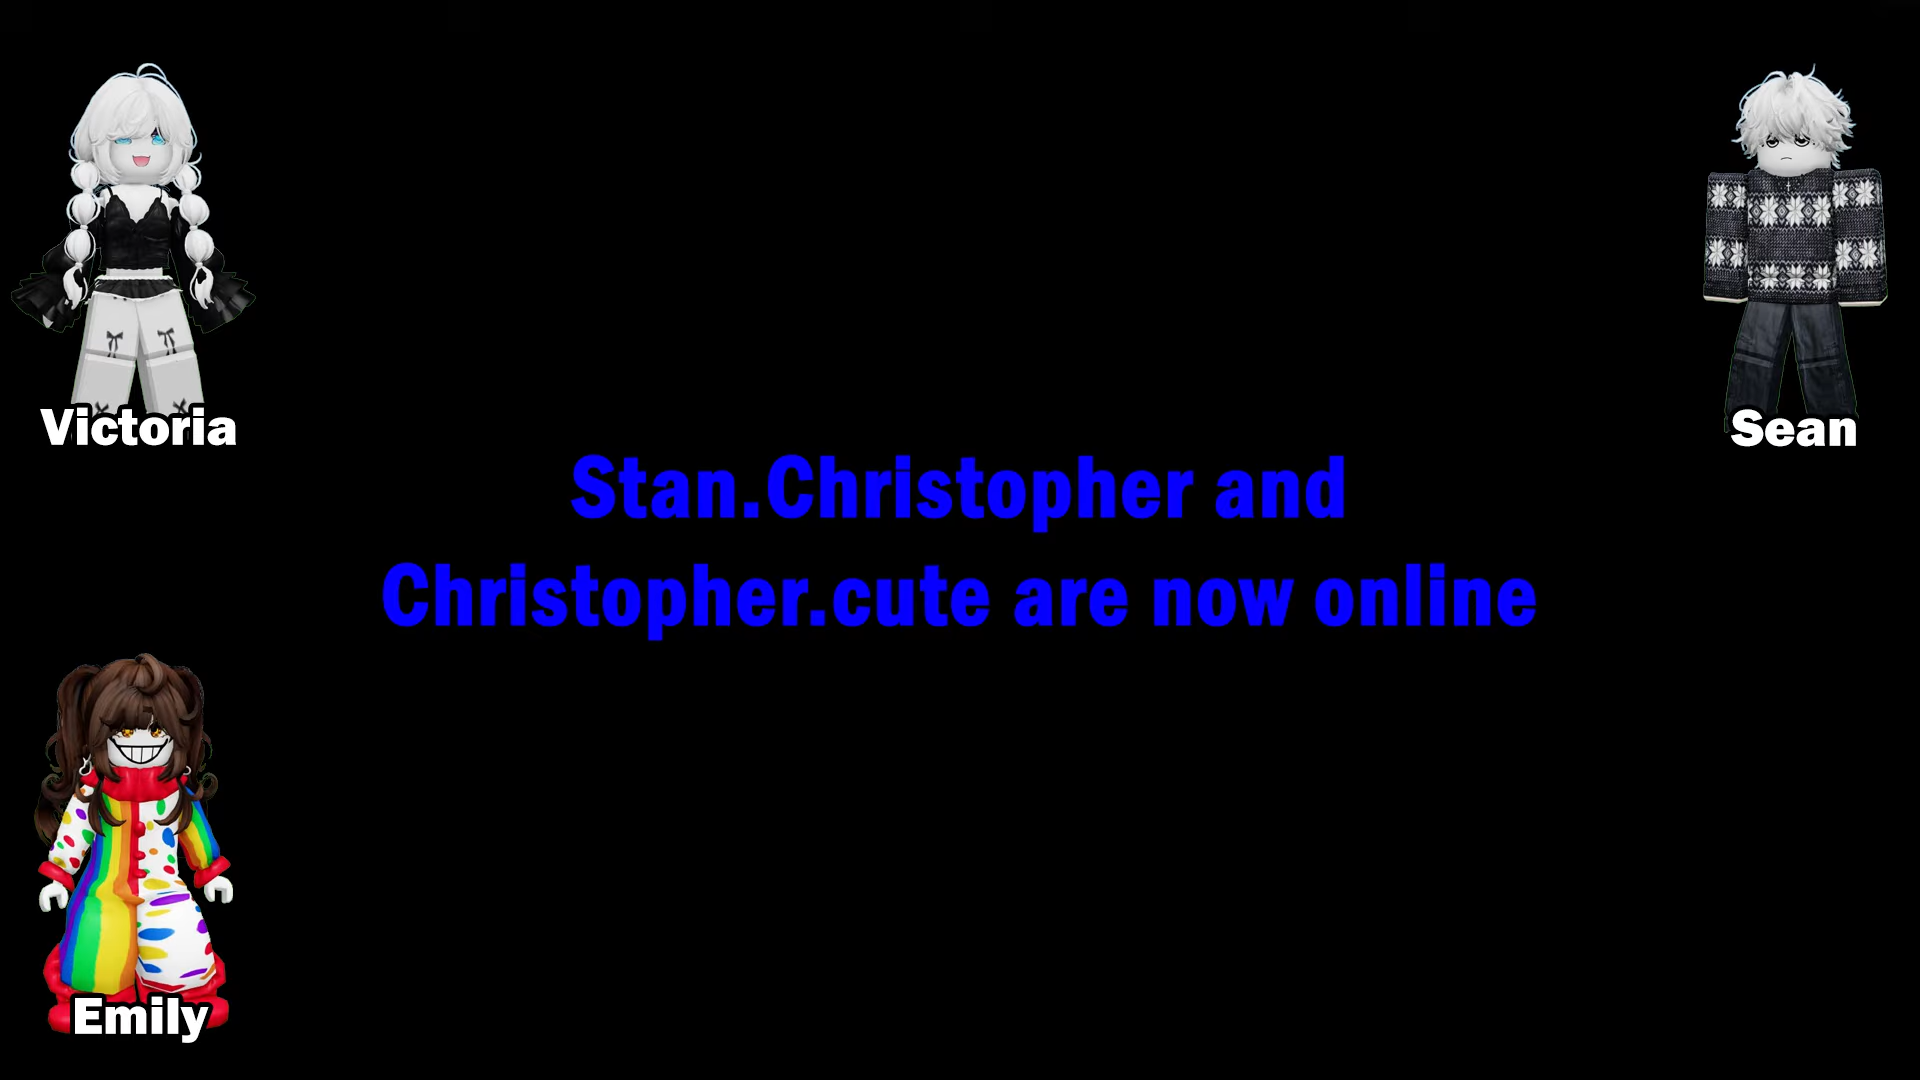 Victoria
Sean
Stan.Christopher and
Christopher.cute are now online
Emily